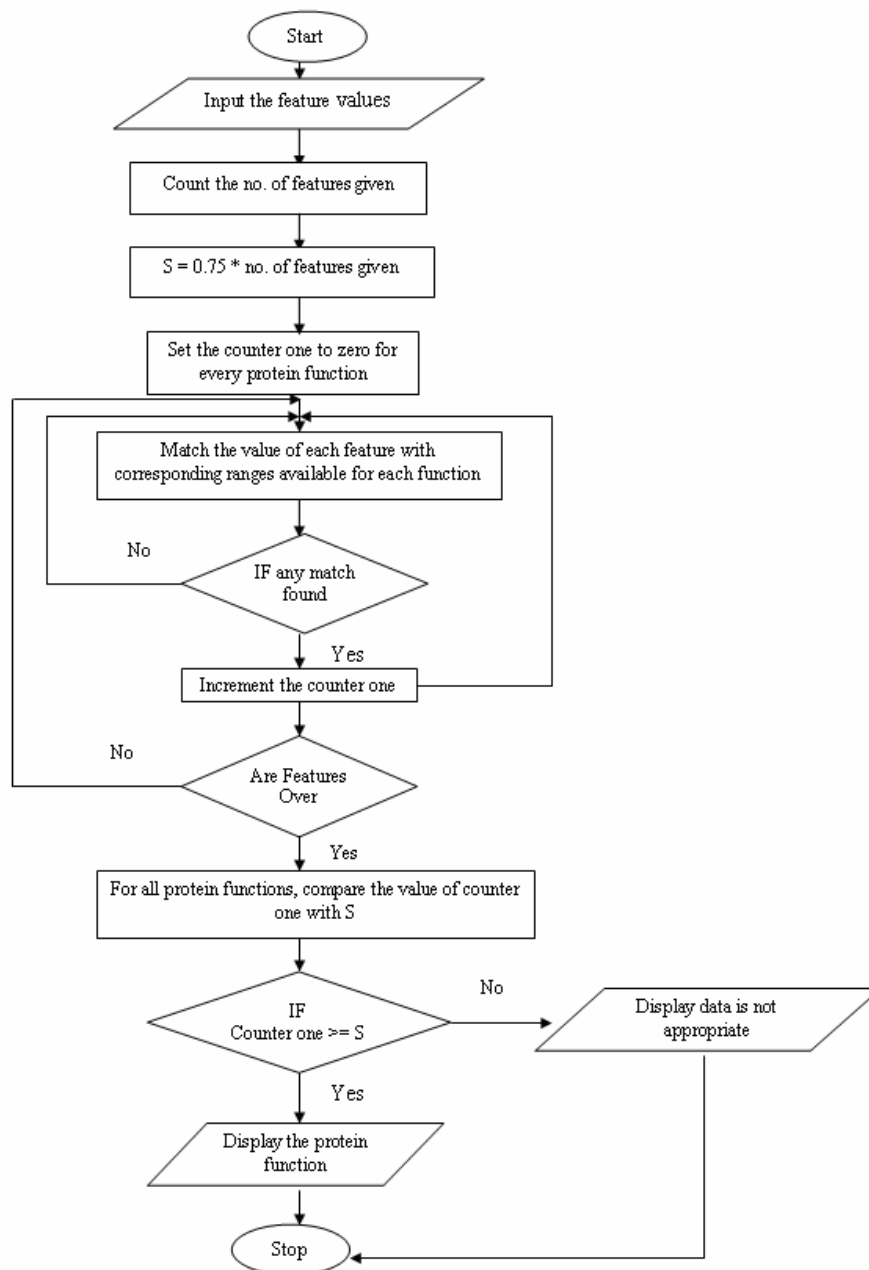 Start
Input the feature values
Count the no. of features given
S = 0.75 * no. of features given
Set the counter one to zero for
every protein function
Match the value of each feature with
corresponding ranges available for each function
No
IF any match
found
Yes
Increment the counter one
No
Are Features
Over
Yes
For all protein functions, compare the value of counter
one with S
No
IF
Counter one >= S
Display data is not
appropriate
Yes
Display the protein
function
Stop